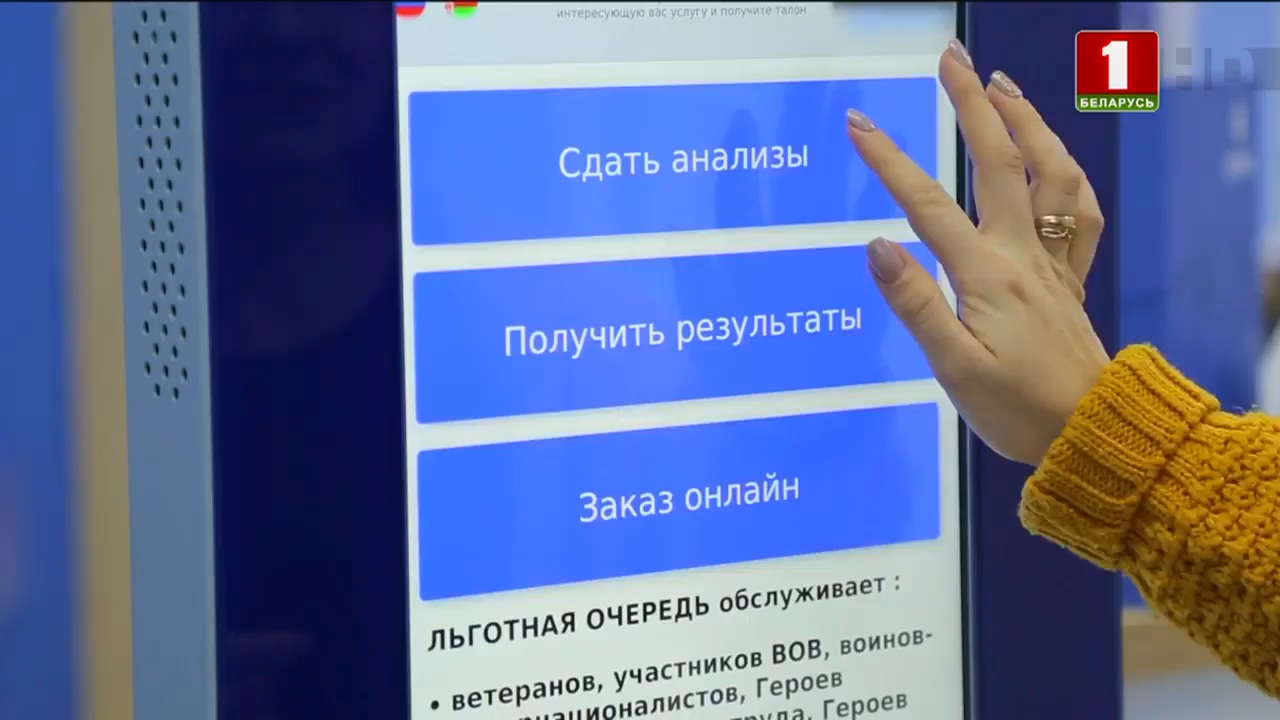 интересующую вас услугу и получите талон
1 HD
БЕЛАРУСЬ
Сдать анализы
Получить результаты
Заказ онлайн
ЛЬГОТНАЯ ОЧЕРЕДЬ обслуживает :
• ветеранов, участников ВОВ, воинов-
Героев
Героев